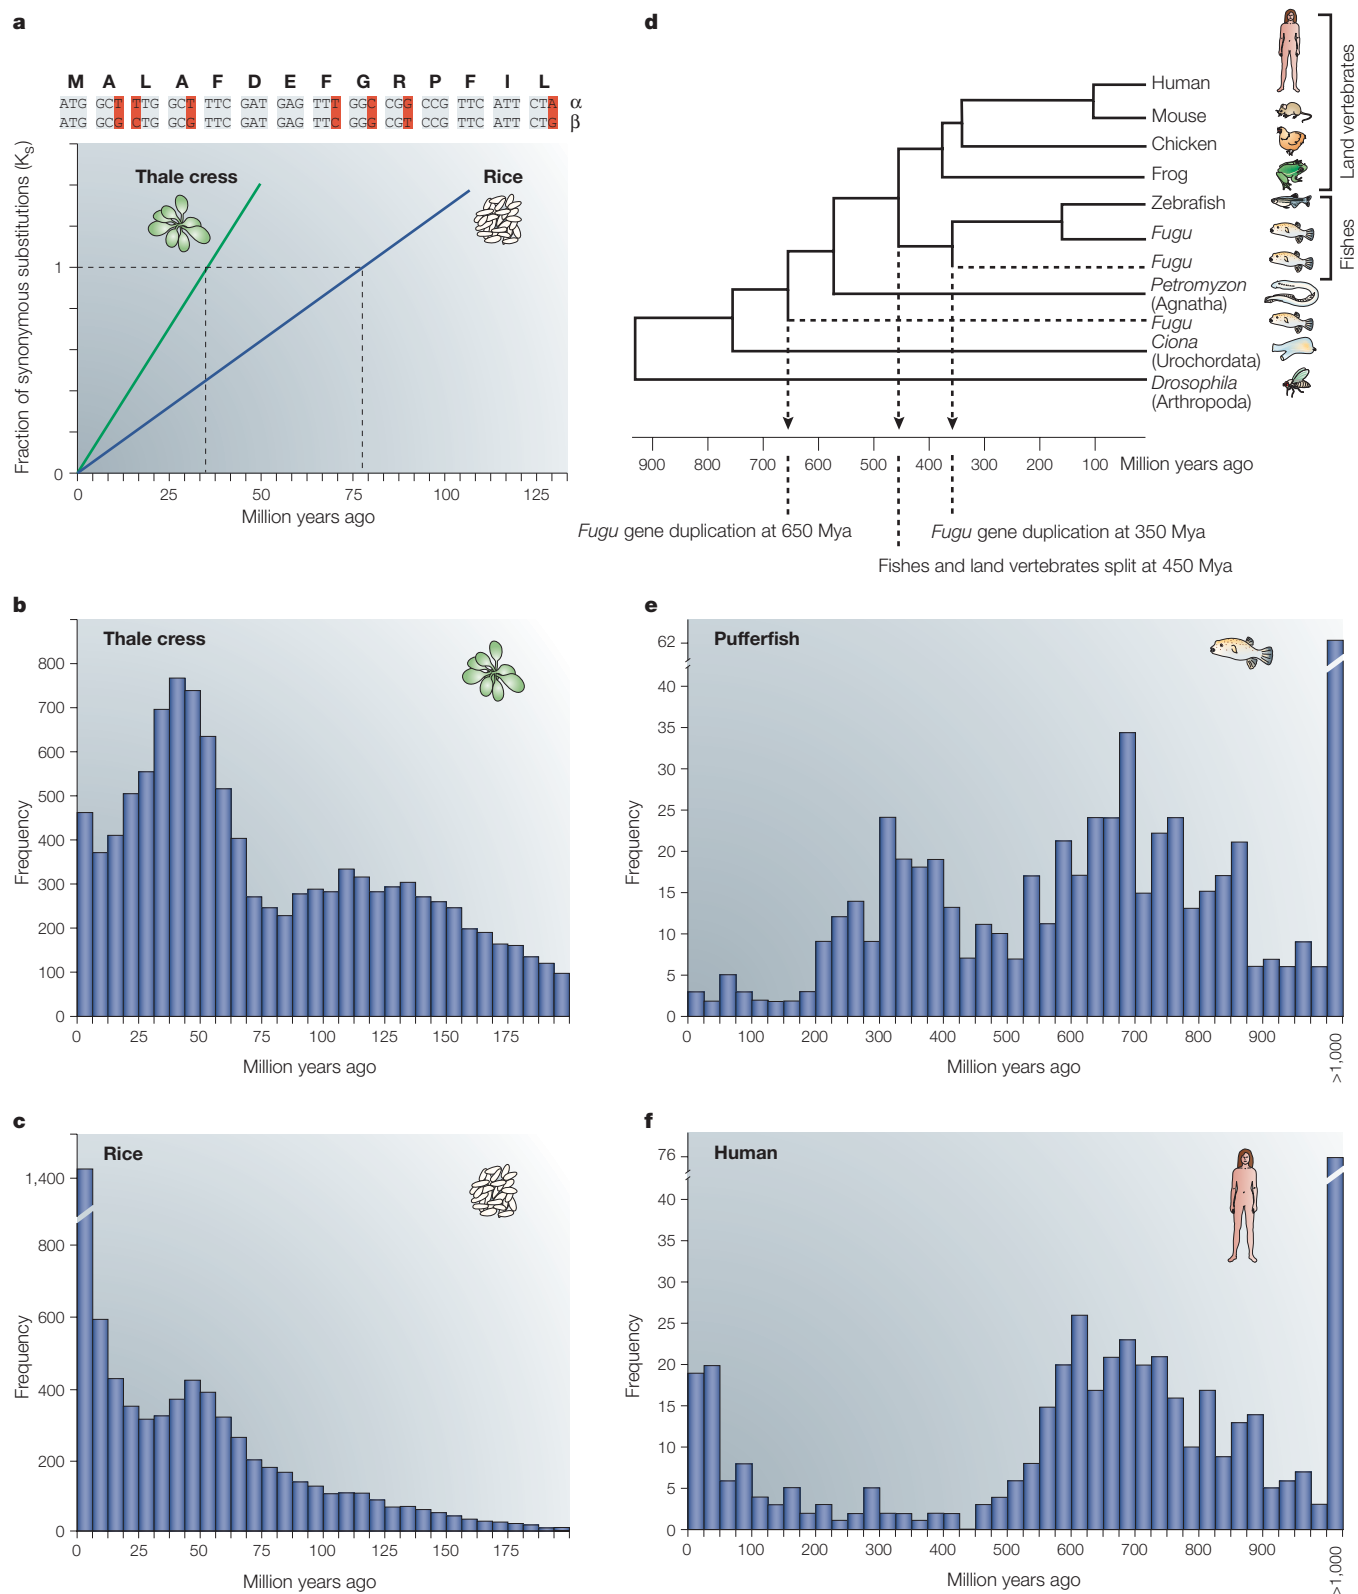 a
M A L A F D E F G R P F I L
ATG GCT TTG GCT TTC GAT GAG TTT GGC CGG CCG TTC ATT CTA α
ATG GCG CTG GCG TTC GAT GAG TTC GGG CGT CCG TTC ATT CTG β
Fraction of synonymous substitutions (Ks)
Thale cress
Rice
1
0
0 25 50 75 100 125
Million years ago
d
Human
Mouse
Chicken
Frog
Zebrafish
Fugu
Fugu
Petromyzon
(Agnatha)
Fugu
Ciona
(Urochordata)
Drosophila
(Arthropoda)
Land vertebrates
Fishes
900 800 700 600 500 400 300 200 100 Million years ago
Fugu gene duplication at 650 Mya
Fugu gene duplication at 350 Mya
Fishes and land vertebrates split at 450 Mya
b
Thale cress
Frequency
800
700
600
500
400
300
200
100
0
0 25 50 75 100 125 150 175
Million years ago
e
Pufferfish
Frequency
62
40
35
30
25
20
15
10
5
0
0 100 200 300 400 500 600 700 800 900 >1,000
Million years ago
c
Rice
Frequency
1,400
800
600
400
200
0
0 25 50 75 100 125
Million years ago
f
Human
Frequency
76
40
35
30
25
20
15
10
5
0
0 100 200 300 400 500 600 700 800 900 >1,000
Million years ago